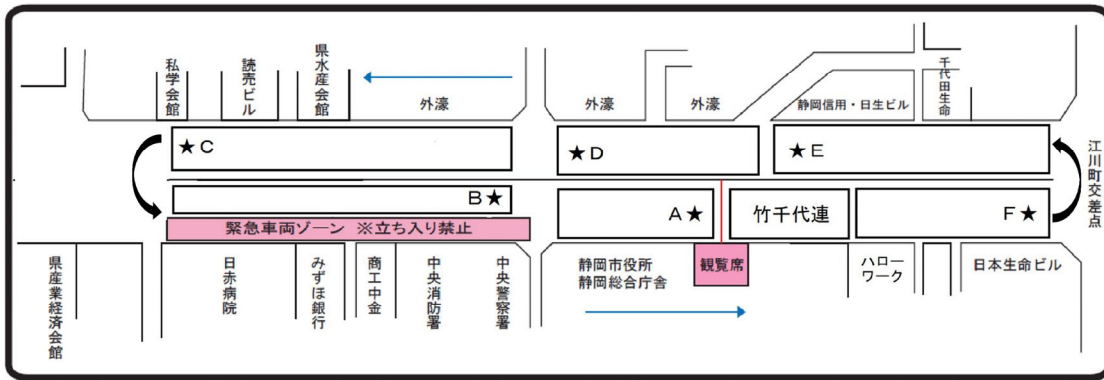 私学会館
読売ビル
県水産会館
外濠
外濠
外濠
静岡信用・日生ビル
千代田生命
★C
★D
★E
江川町交差点
B★
A★
竹千代連
F★
緊急車両ゾーン ※立ち入り禁止
県産業経済会館
日赤病院
みずほ銀行
商工中金
中央消防署
中央警察署
静岡市役所
静岡総合庁舎
観覧席
ハロー
ワーク
日本生命ビル